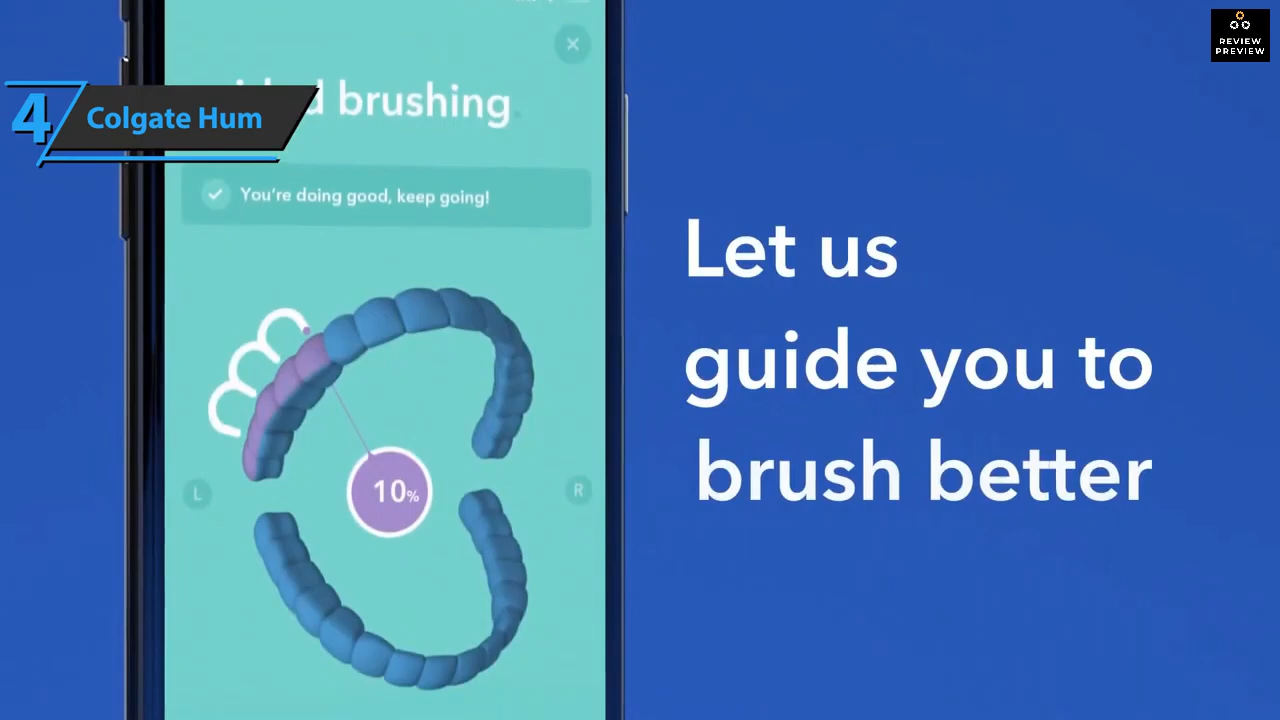 REVIEW
PREVIEW
4
Colgate Hum
brushing
You're doing good, keep going!
Let us
guide you to
brush better
L
10%
R